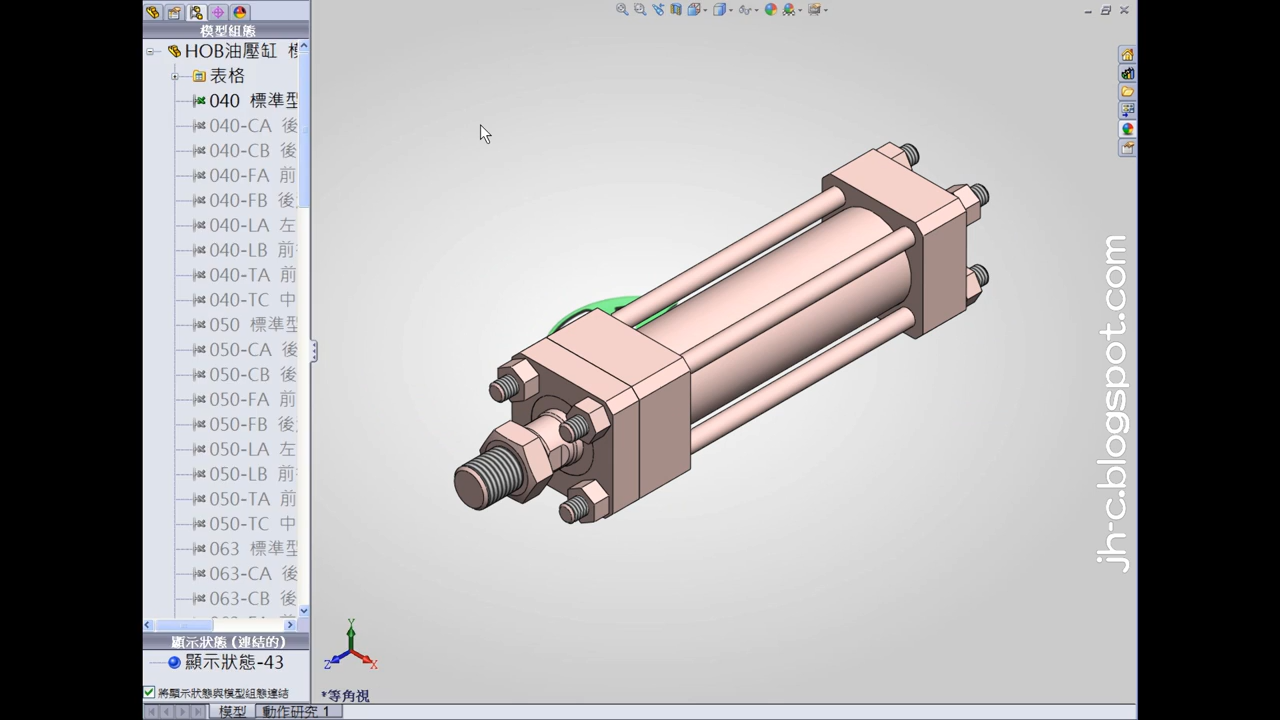 模型組態
HOB油壓缸
表格
040 標準型
040-CA 後
040-CB 後
040-FA 前
040-FB 後
040-LA 左
040-LB 前
040-TA 前
040-TC 中
050 標準型
050-CA 後
050-CB 後
050-FA 前
050-FB 後
050-LA 左
050-LB 前
050-TA 前
050-TC 中
063 標準型
063-CA 後
063-CB 後
顯示狀態 (連結的)
顯示狀態-43
將顯示狀態與模型組態連結
模型 動作研究 1
Y
Z
X
*等角視
jh-c.blogspot.com